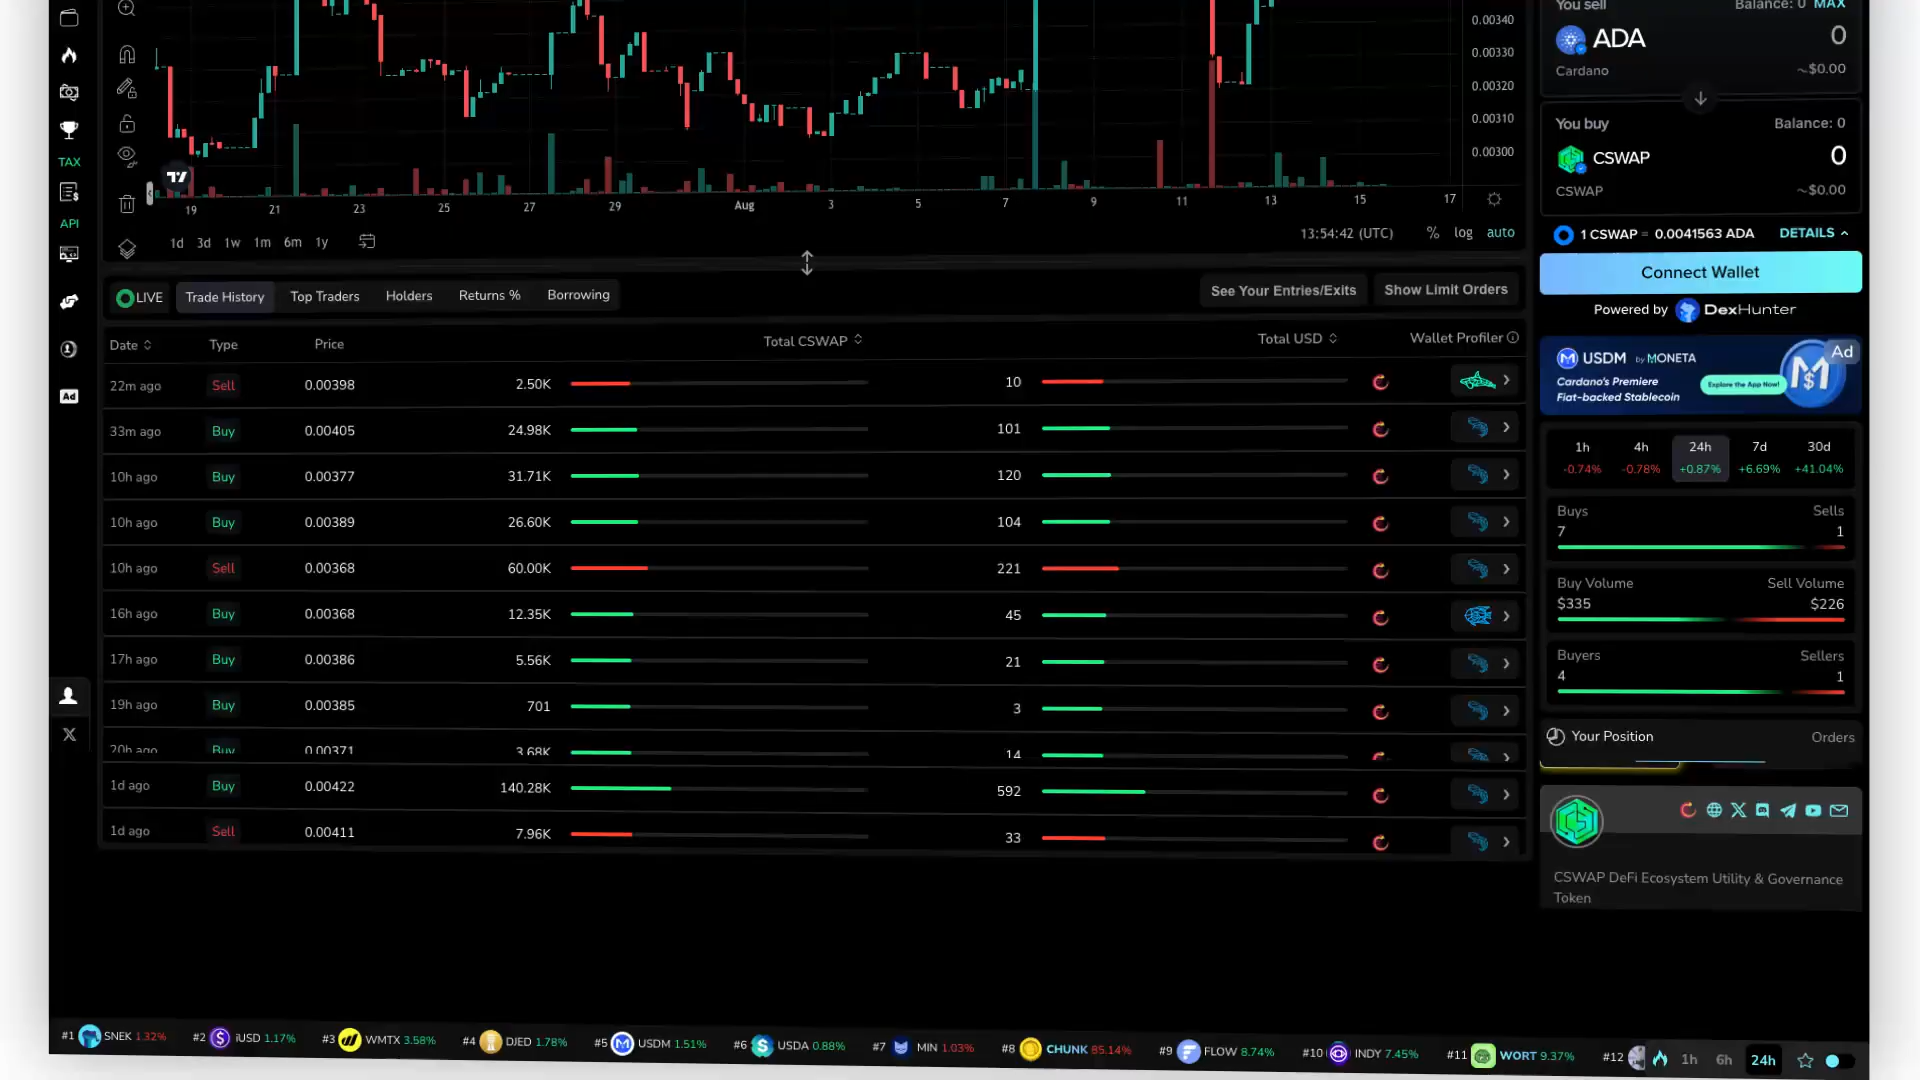 You sell Balance: 0 MAX
ADA 0
Cardano ~$0.00
You buy Balance: 0
CSWAP 0
CSWAP ~$0.00
1 CSWAP = 0.0041563 ADA DETAILS
Connect Wallet
Powered by DexHunter
USDM by MONETA Ad
Cardano's Premiere
Fiat-backed Stablecoin
Explore the App Now!
1h 4h 24h 7d 30d
-0.74% -0.78% +0.87% +6.69% +41.04%
Buys Sells
7 1
Buy Volume Sell Volume
$335 $226
Buyers Sellers
4 1
Your Position Orders
CSWAP DeFi Ecosystem Utility & Governance
Token
TAX
API
Ad
0.00340
0.00330
0.00320
0.00310
0.00300
19 21 23 25 27 29 Aug 3 5 7 9 11 13 15 17
1d 3d 1w 1m 6m 1y 13:54:42 (UTC) % log auto
LIVE Trade History Top Traders Holders Returns % Borrowing See Your Entries/Exits Show Limit Orders
Date Type Price Total CSWAP Total USD Wallet Profiler
22m ago Sell 0.00398 2.50K 10
33m ago Buy 0.00405 24.98K 101
10h ago Buy 0.00377 31.71K 120
10h ago Buy 0.00389 26.60K 104
10h ago Sell 0.00368 60.00K 221
16h ago Buy 0.00368 12.35K 45
17h ago Buy 0.00386 5.56K 21
19h ago Buy 0.00385 701 3
20h ago Buy 0.00371 3.68K 14
1d ago Buy 0.00422 140.28K 592
1d ago Sell 0.00411 7.96K 33
#1 SNEK 1.32% #2 iUSD 1.17% #3 WMTX 3.58% #4 DJED 1.78% #5 USDM 1.51% #6 USDA 0.88% #7 MIN 1.03% #8 CHUNK 85.14% #9 FLOW 8.74% #10 INDY 7.45% #11 WORT 9.37% #12 1h 6h 24h